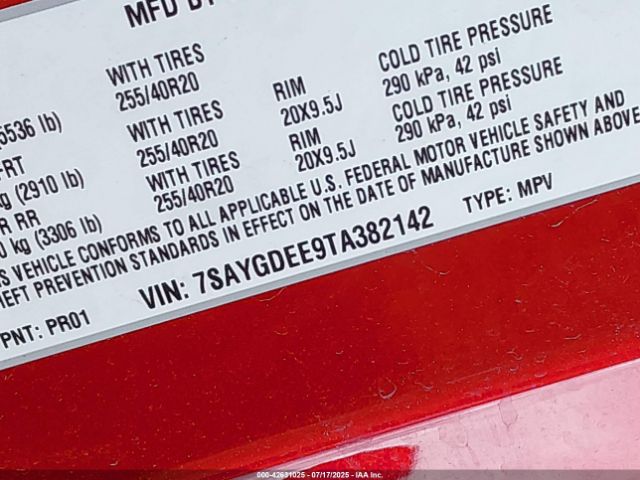 MFD BY
WITH TIRES
255/40R20
RIM
20X9.5J
COLD TIRE PRESSURE
290 kPa, 42 psi
5536 lb)
FRT
WITH TIRES
255/40R20
RIM
20X9.5J
COLD TIRE PRESSURE
290 kPa, 42 psi
kg (2910 lb)
RR
WITH TIRES
255/40R20
kg (3306 lb)
VEHICLE CONFORMS TO ALL APPLICABLE U.S. FEDERAL MOTOR VEHICLE SAFETY AND
THEFT PREVENTION STANDARDS IN EFFECT ON THE DATE OF MANUFACTURE SHOWN ABOVE
VIN: 7SAYGDEE9TA382142 TYPE: MPV
PNT: PR01
000-42631025 - 07/17/2025 - IAA Inc.